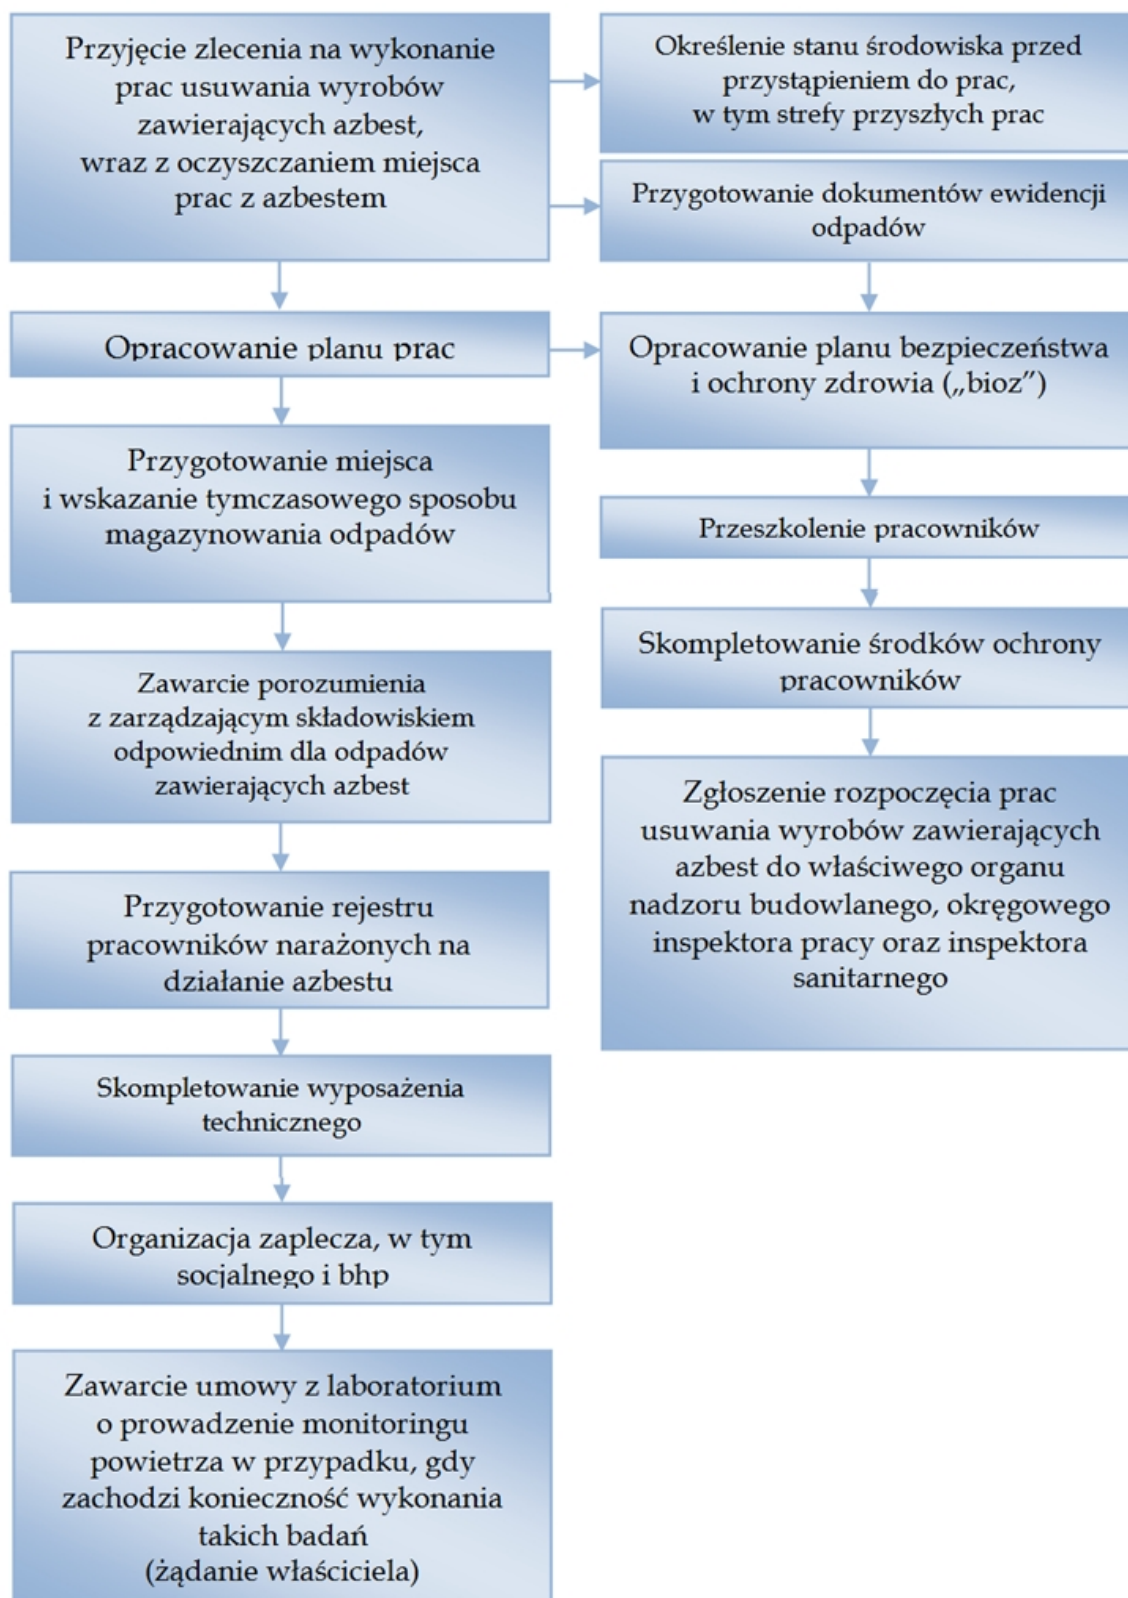 Przyjęcie zlecenia na wykonanie
prac usuwania wyrobów
zawierających azbest,
wraz z oczyszczaniem miejsca
prac z azbestem
Określenie stanu środowiska przed
przystąpieniem do prac,
w tym strefy przyszłych prac
Przygotowanie dokumentów ewidencji
odpadów
Opracowanie planu prac
Opracowanie planu bezpieczeństwa
i ochrony zdrowia („bioz”)
Przygotowanie miejsca
i wskazanie tymczasowego sposobu
magazynowania odpadów
Przeszkolenie pracowników
Skompletowanie środków ochrony
pracowników
Zawarcie porozumienia
z zarządzającym składowiskiem
odpowiednim dla odpadów
zawierających azbest
Zgłoszenie rozpoczęcia prac
usuwania wyrobów zawierających
azbest do właściwego organu
nadzoru budowlanego, okręgowego
inspektora pracy oraz inspektora
sanitarnego
Przygotowanie rejestru
pracowników narażonych na
działanie azbestu
Skompletowanie wyposażenia
technicznego
Organizacja zaplecza, w tym
socjalnego i bhp
Zawarcie umowy z laboratorium
o prowadzenie monitoringu
powietrza w przypadku, gdy
zachodzi konieczność wykonania
takich badań
(żądanie właściciela)